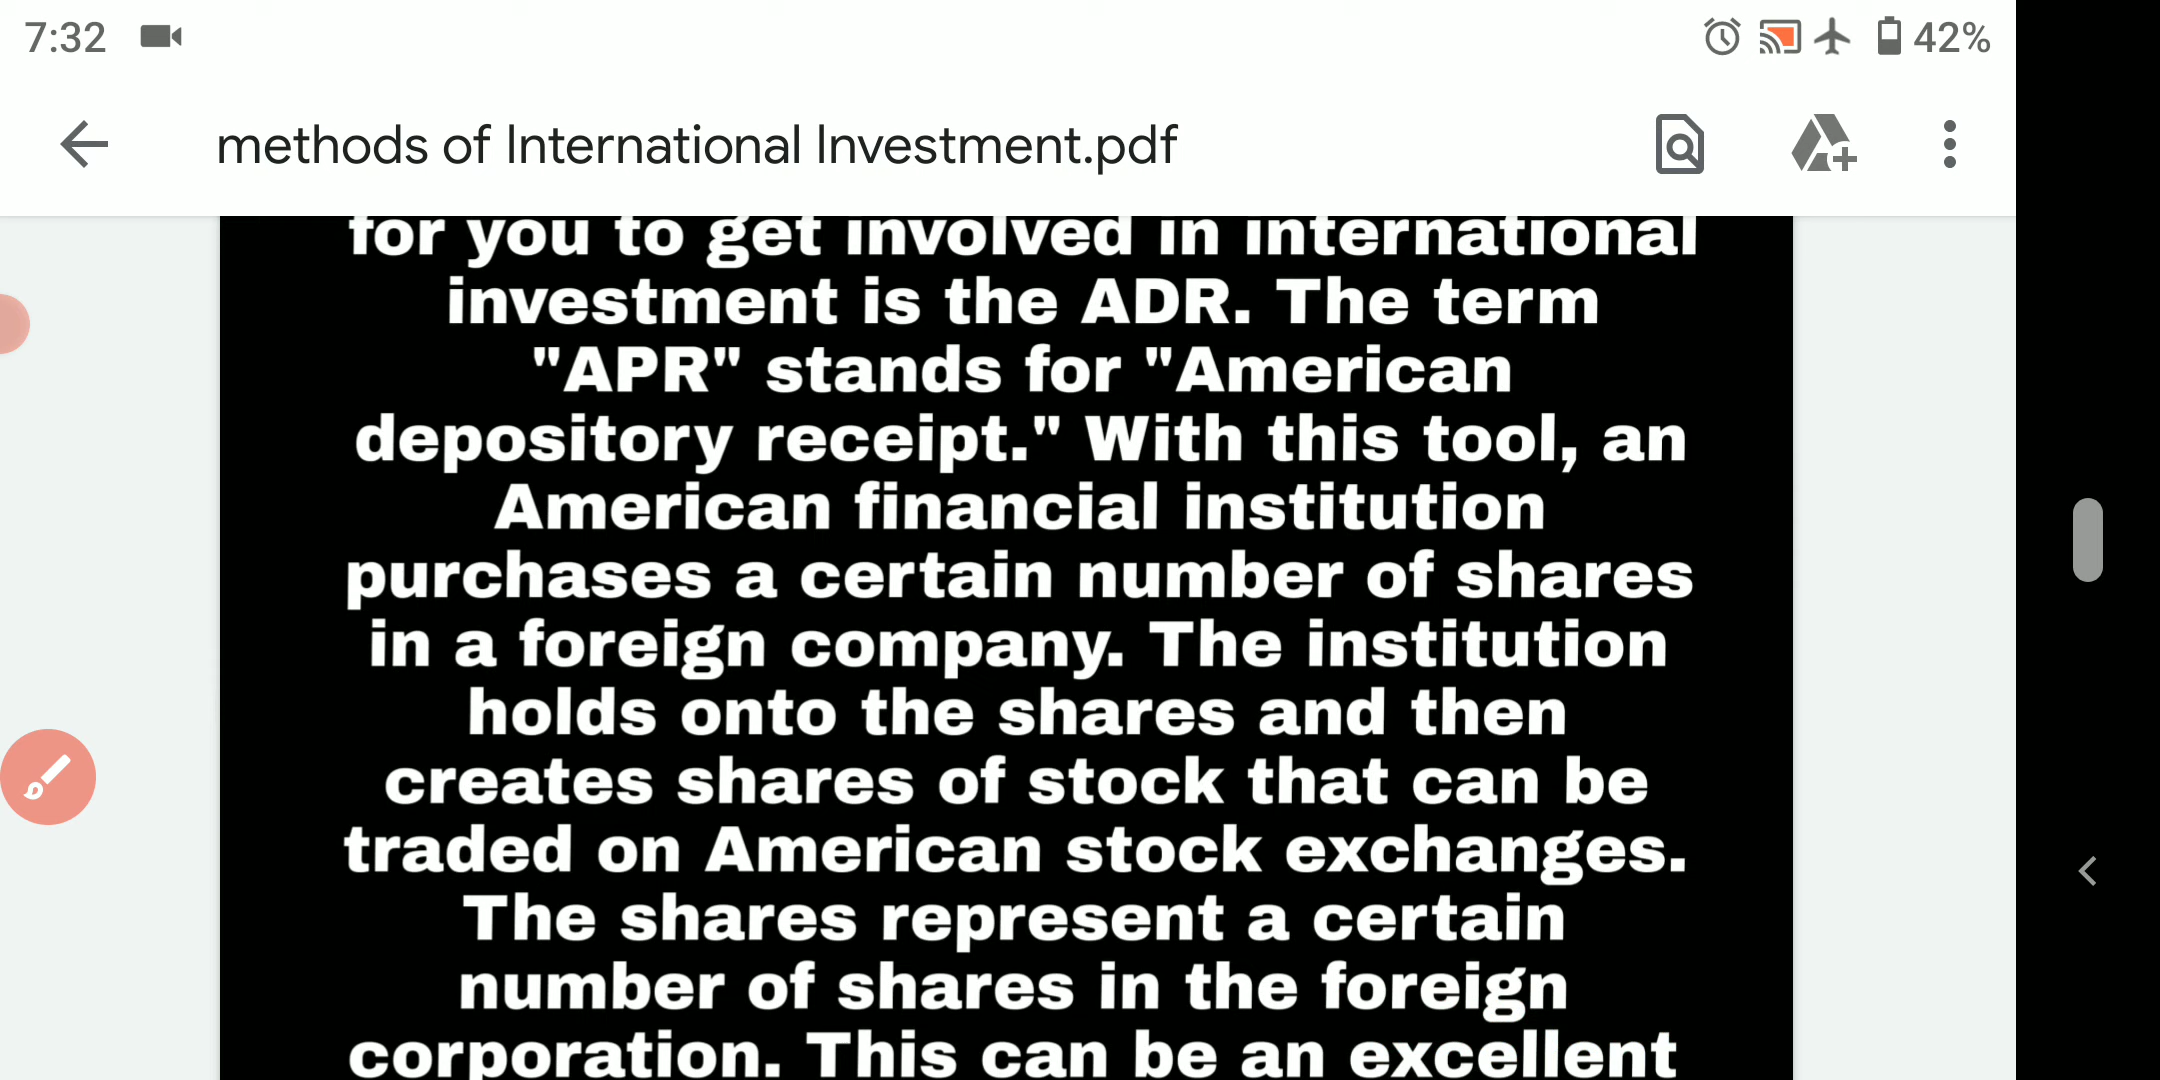 7:32
42%
methods of International Investment.pdf
for you to get involved in international
investment is the ADR. The term
"APR" stands for "American
depository receipt." With this tool, an
American financial institution
purchases a certain number of shares
in a foreign company. The institution
holds onto the shares and then
creates shares of stock that can be
traded on American stock exchanges.
The shares represent a certain
number of shares in the foreign
corporation. This can be an excellent